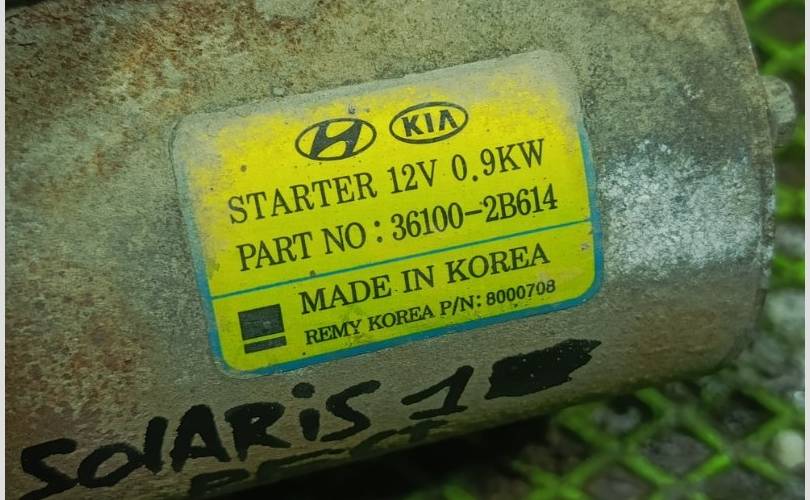 KIA
STARTER 12V 0.9KW
PART NO : 36100-2B614
MADE IN KOREA
REMY KOREA P/N: 8000708
SOLARiS 1